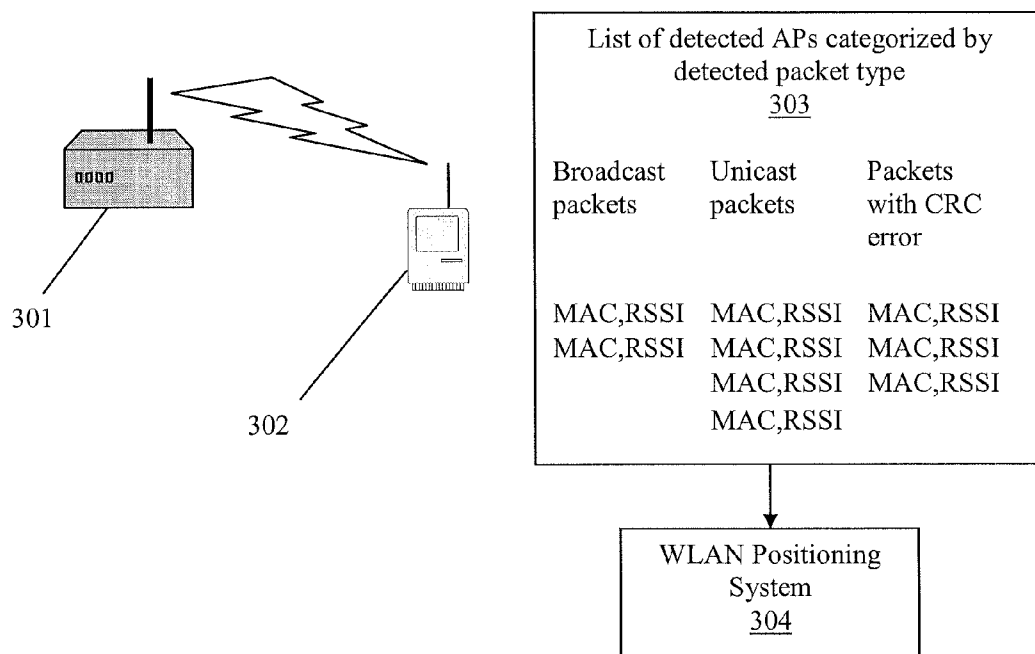 List of detected APs categorized by
detected packet type
303
Broadcast packets
Unicast packets
Packets with CRC error
MAC,RSSI MAC,RSSI MAC,RSSI
MAC,RSSI MAC,RSSI MAC,RSSI
MAC,RSSI MAC,RSSI
MAC,RSSI
301
302
WLAN Positioning
System
304